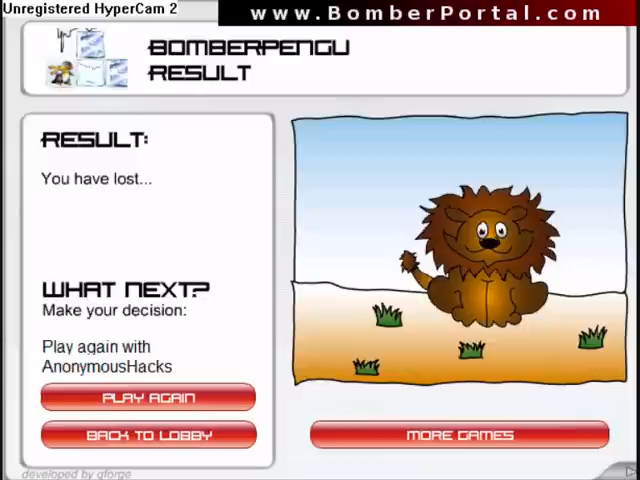 Unregistered HyperCam 2
www.BomberPortal.com
BOMBERPENGU
RESULT
RESULT:
You have lost...
WHAT NEXT?
Make your decision:
Play again with
AnonymousHacks
PLAY AGAIN
BACK TO LOBBY
MORE GAMES
developed by qforge